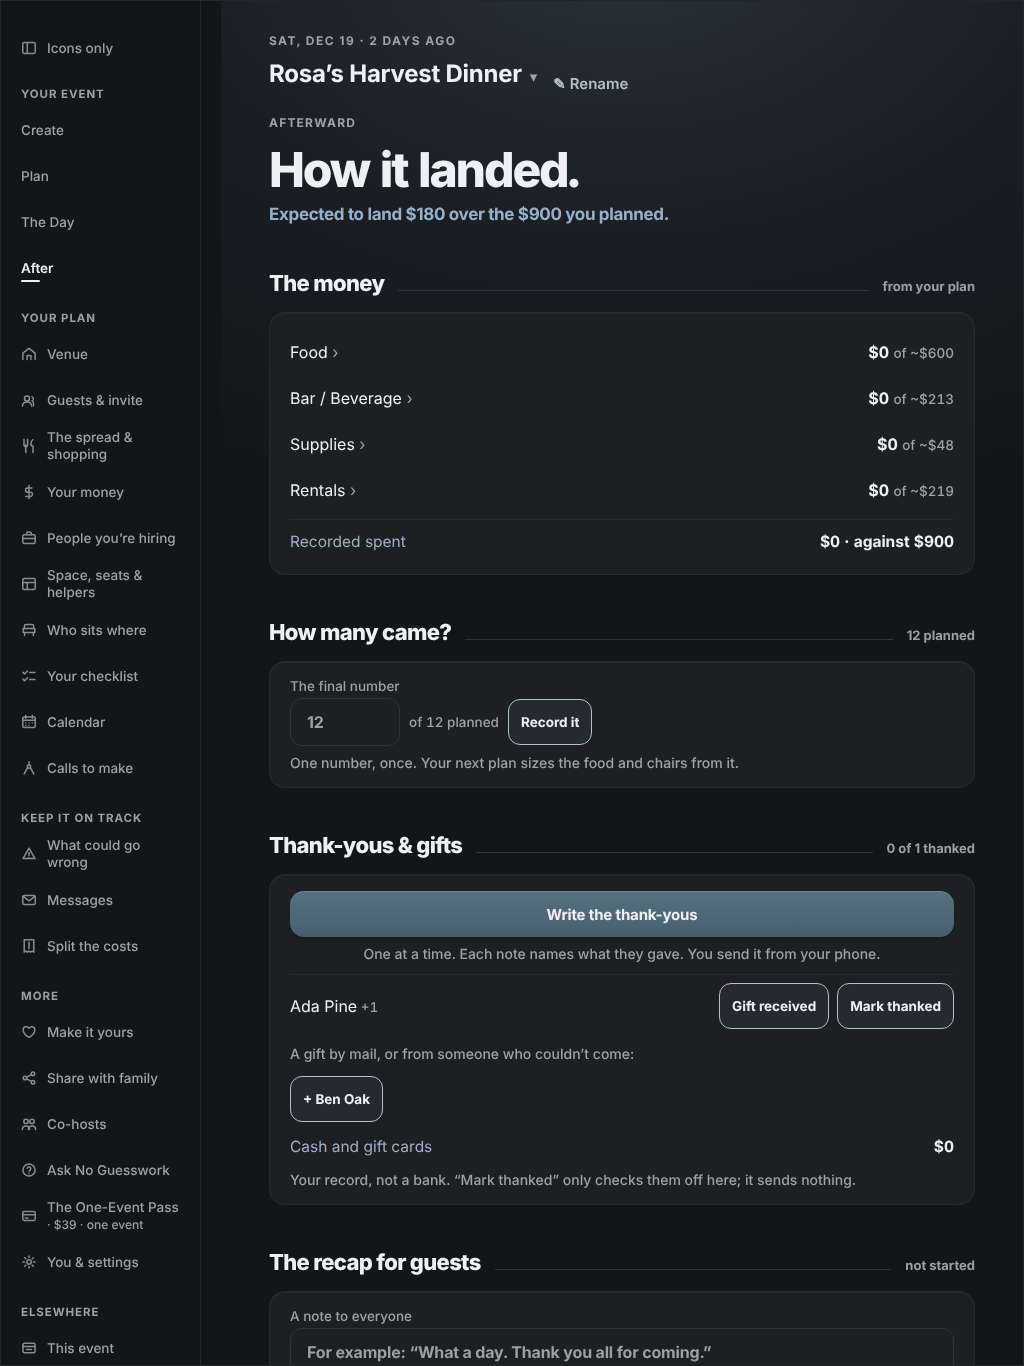 Icons only
YOUR EVENT
Create
Plan
The Day
After
YOUR PLAN
Venue
Guests & invite
The spread &
shopping
Your money
People you’re hiring
Space, seats &
helpers
Who sits where
Your checklist
Calendar
Calls to make
KEEP IT ON TRACK
What could go
wrong
Messages
Split the costs
MORE
Make it yours
Share with family
Co-hosts
Ask No Guesswork
The One-Event Pass
· $39 · one event
You & settings
ELSEWHERE
This event
SAT, DEC 19 · 2 DAYS AGO
Rosa’s Harvest Dinner ▾ ✎ Rename
AFTERWARD
How it landed.
Expected to land $180 over the $900 you planned.
The money from your plan
Food › $0 of ~$600
Bar / Beverage › $0 of ~$213
Supplies › $0 of ~$48
Rentals › $0 of ~$219
Recorded spent $0 · against $900
How many came? 12 planned
The final number
12 of 12 planned Record it
One number, once. Your next plan sizes the food and chairs from it.
Thank-yous & gifts 0 of 1 thanked
Write the thank-yous
One at a time. Each note names what they gave. You send it from your phone.
Ada Pine +1 Gift received Mark thanked
A gift by mail, or from someone who couldn’t come:
+ Ben Oak
Cash and gift cards $0
Your record, not a bank. “Mark thanked” only checks them off here; it sends nothing.
The recap for guests not started
A note to everyone
For example: “What a day. Thank you all for coming.”